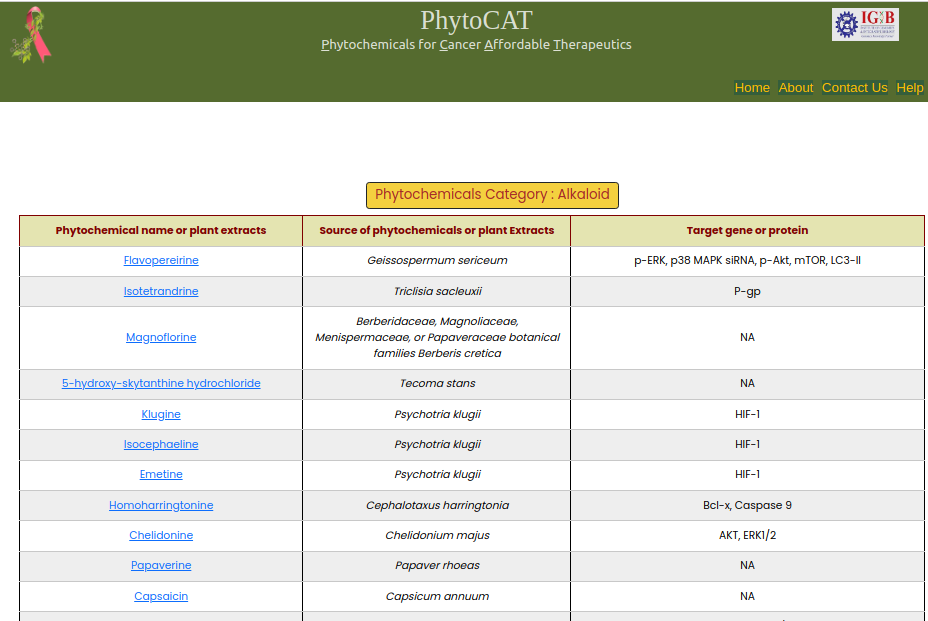 PhytoCAT
IG B
Phytochemicals for Cancer Affordable Therapeutics
Home About Contact Us Help
Phytochemicals Category : Alkaloid
Phytochemical name or plant extracts Source of phytochemicals or plant Extracts Target gene or protein
Flavopereirine Geissospermum sericeum p-ERK, p38 MAPK siRNA, p-Akt, mTOR, LC3-II
Isotetrandrine Triclisia sacleuxii P-gp
Magnoflorine Berberidaceae, Magnoliaceae, Menispermaceae, or Papaveraceae botanical families Berberis cretica NA
5-hydroxy-skytanthine hydrochloride Tecoma stans NA
Klugine Psychotria klugii HIF-1
Isocephaeline Psychotria klugii HIF-1
Emetine Psychotria klugii HIF-1
Homoharringtonine Cephalotaxus harringtonia Bcl-x, Caspase 9
Chelidonine Chelidonium majus AKT, ERK1/2
Papaverine Papaver rhoeas NA
Capsaicin Capsicum annuum NA